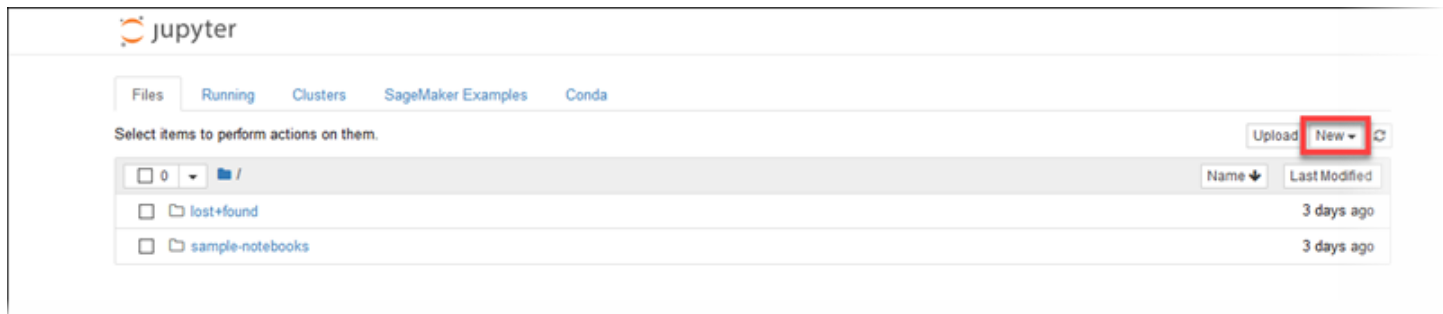 jupyter
Files Running Clusters SageMaker Examples Conda
Select items to perform actions on them. Upload New
0 / Name Last Modified
lost+found 3 days ago
sample-notebooks 3 days ago